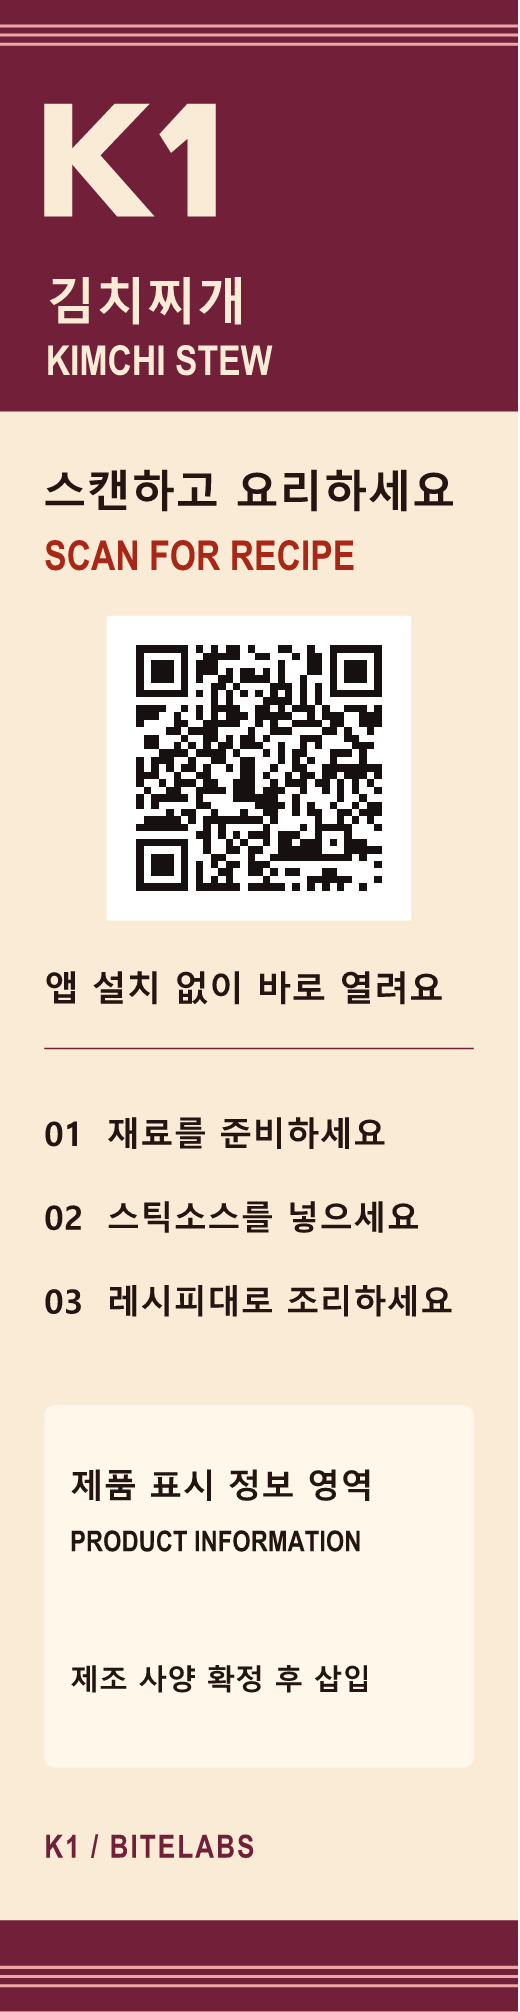 K1
김치찌개
KIMCHI STEW
스캔하고 요리하세요
SCAN FOR RECIPE
앱 설치 없이 바로 열려요
01 재료를 준비하세요
02 스틱소스를 넣으세요
03 레시피대로 조리하세요
제품 표시 정보 영역
PRODUCT INFORMATION
제조 사양 확정 후 삽입
K1 / BITELABS